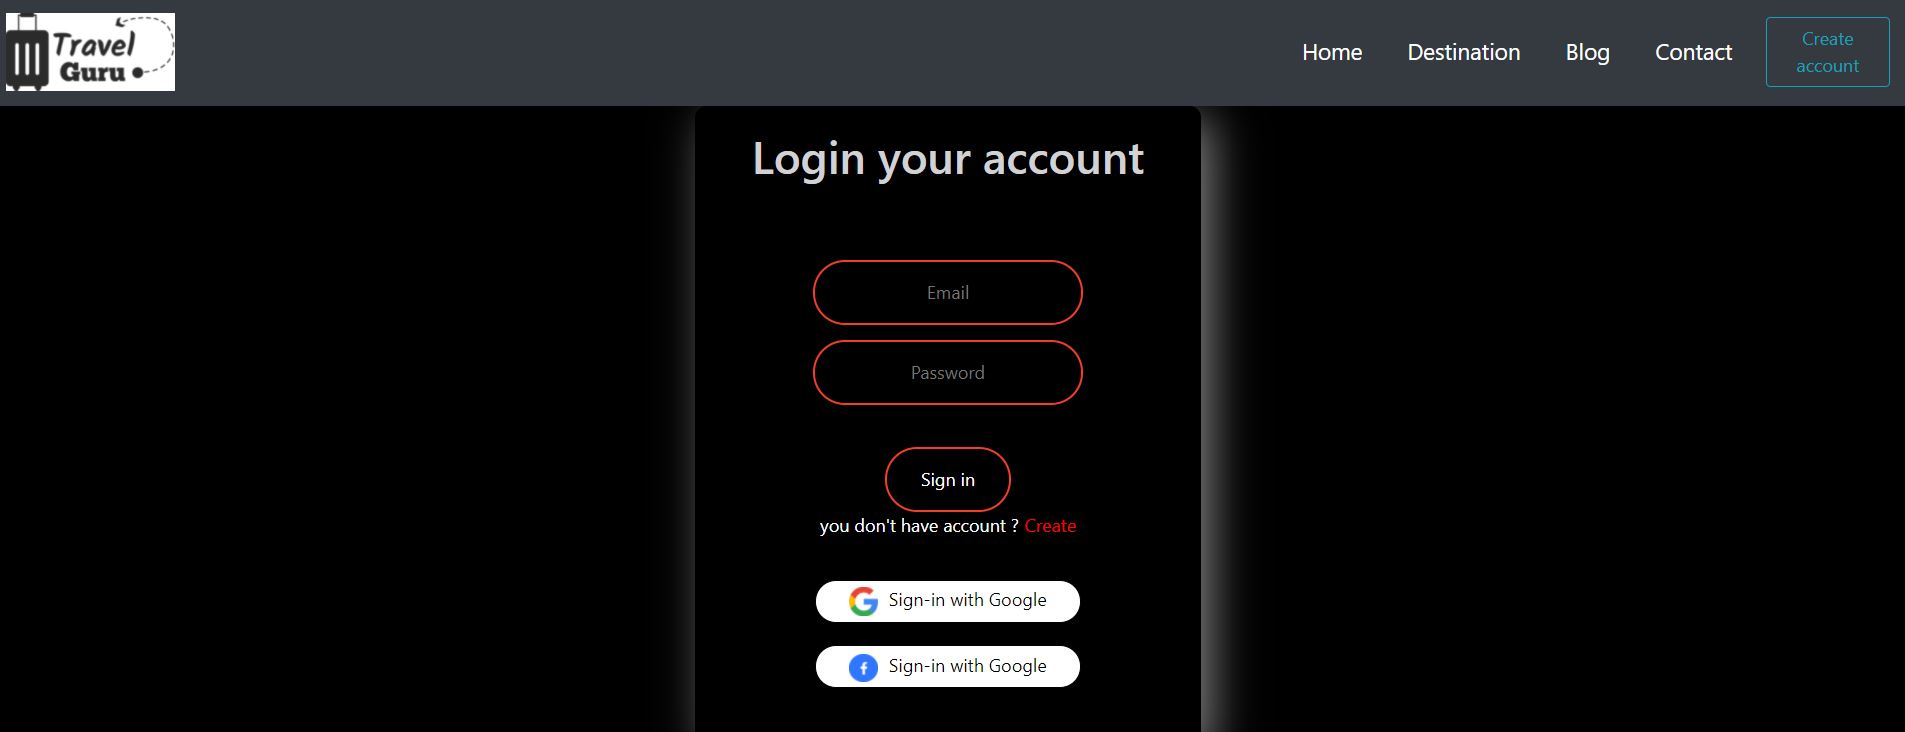 Travel
Guru
Home
Destination
Blog
Contact
Create
account
Login your account
Email
Password
Sign in
you don't have account ? Create
Sign-in with Google
Sign-in with Google